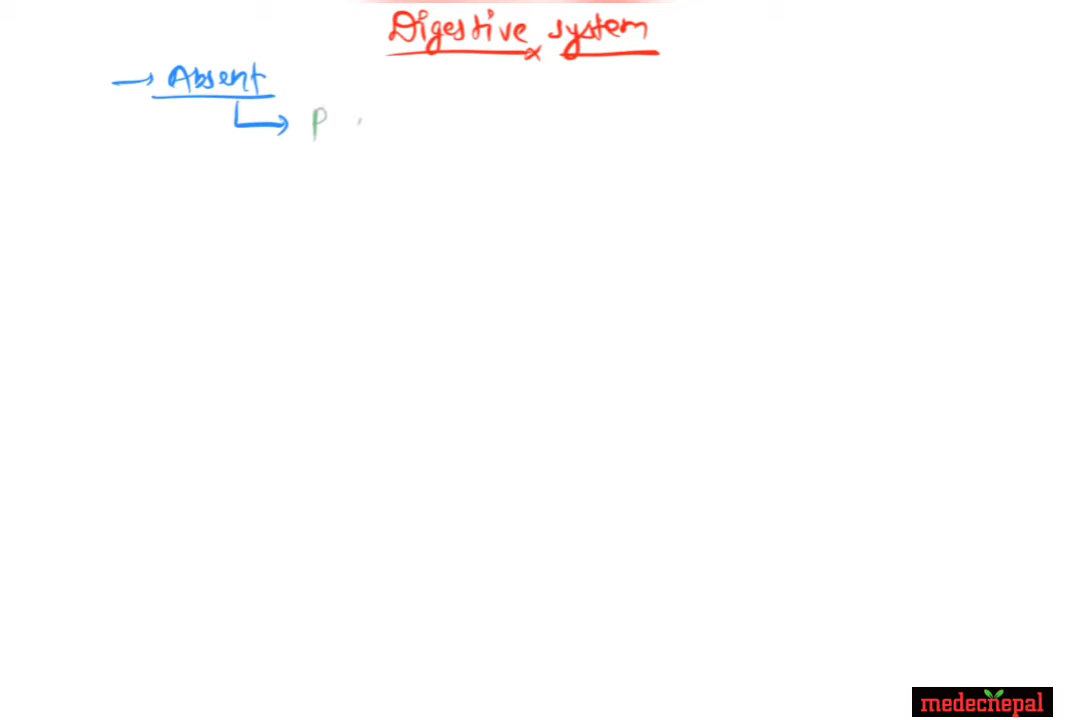 Digestive system
→ Absent
↳ P
medecnepal